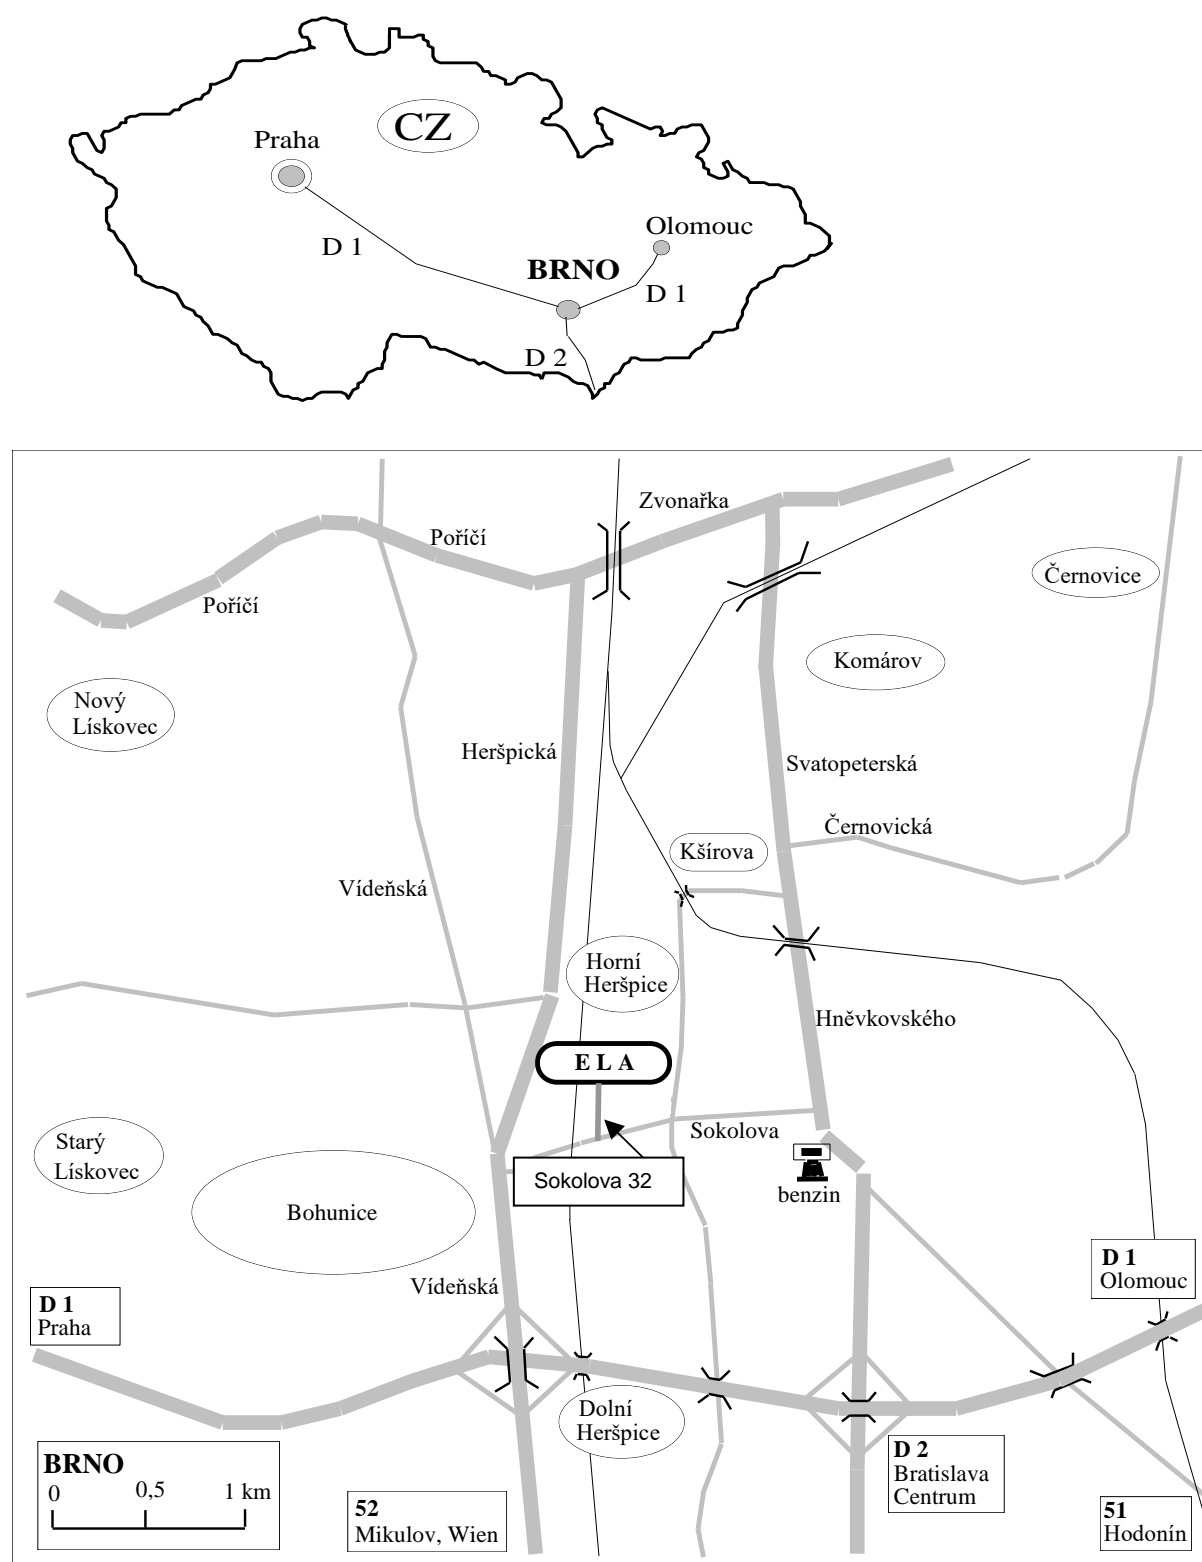 CZ
Praha
Olomouc
D 1
BRNO
D 1
D 2
Zvonařka
Poříčí
Černovice
Poříčí
Komárov
Nový
Lískovec
Heršpická
Svatopeterská
Černovická
Kšírova
Vídeňská
Horní
Heršpice
Hněvkovského
E L A
Sokolova
Starý
Lískovec
Sokolova 32
benzin
Bohunice
D 1
Olomouc
Vídeňská
D 1
Praha
Dolní
Heršpice
D 2
Bratislava
Centrum
BRNO
0 0,5 1 km
52
Mikulov, Wien
51
Hodonín